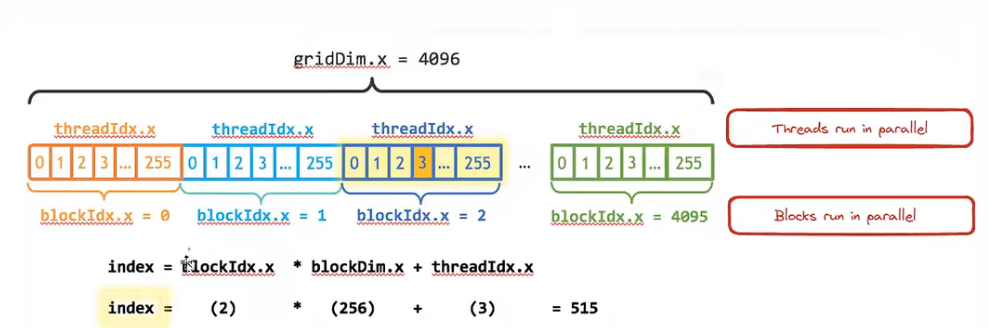 gridDim.x = 4096
threadIdx.x threadIdx.x threadIdx.x threadIdx.x
Threads run in parallel
0 1 2 3 ... 255 0 1 2 3 ... 255 0 1 2 3 ... 255 ... 0 1 2 3 ... 255
blockIdx.x = 0 blockIdx.x = 1 blockIdx.x = 2 blockIdx.x = 4095
Blocks run in parallel
index = blockIdx.x * blockDim.x + threadIdx.x
index = (2) * (256) + (3) = 515